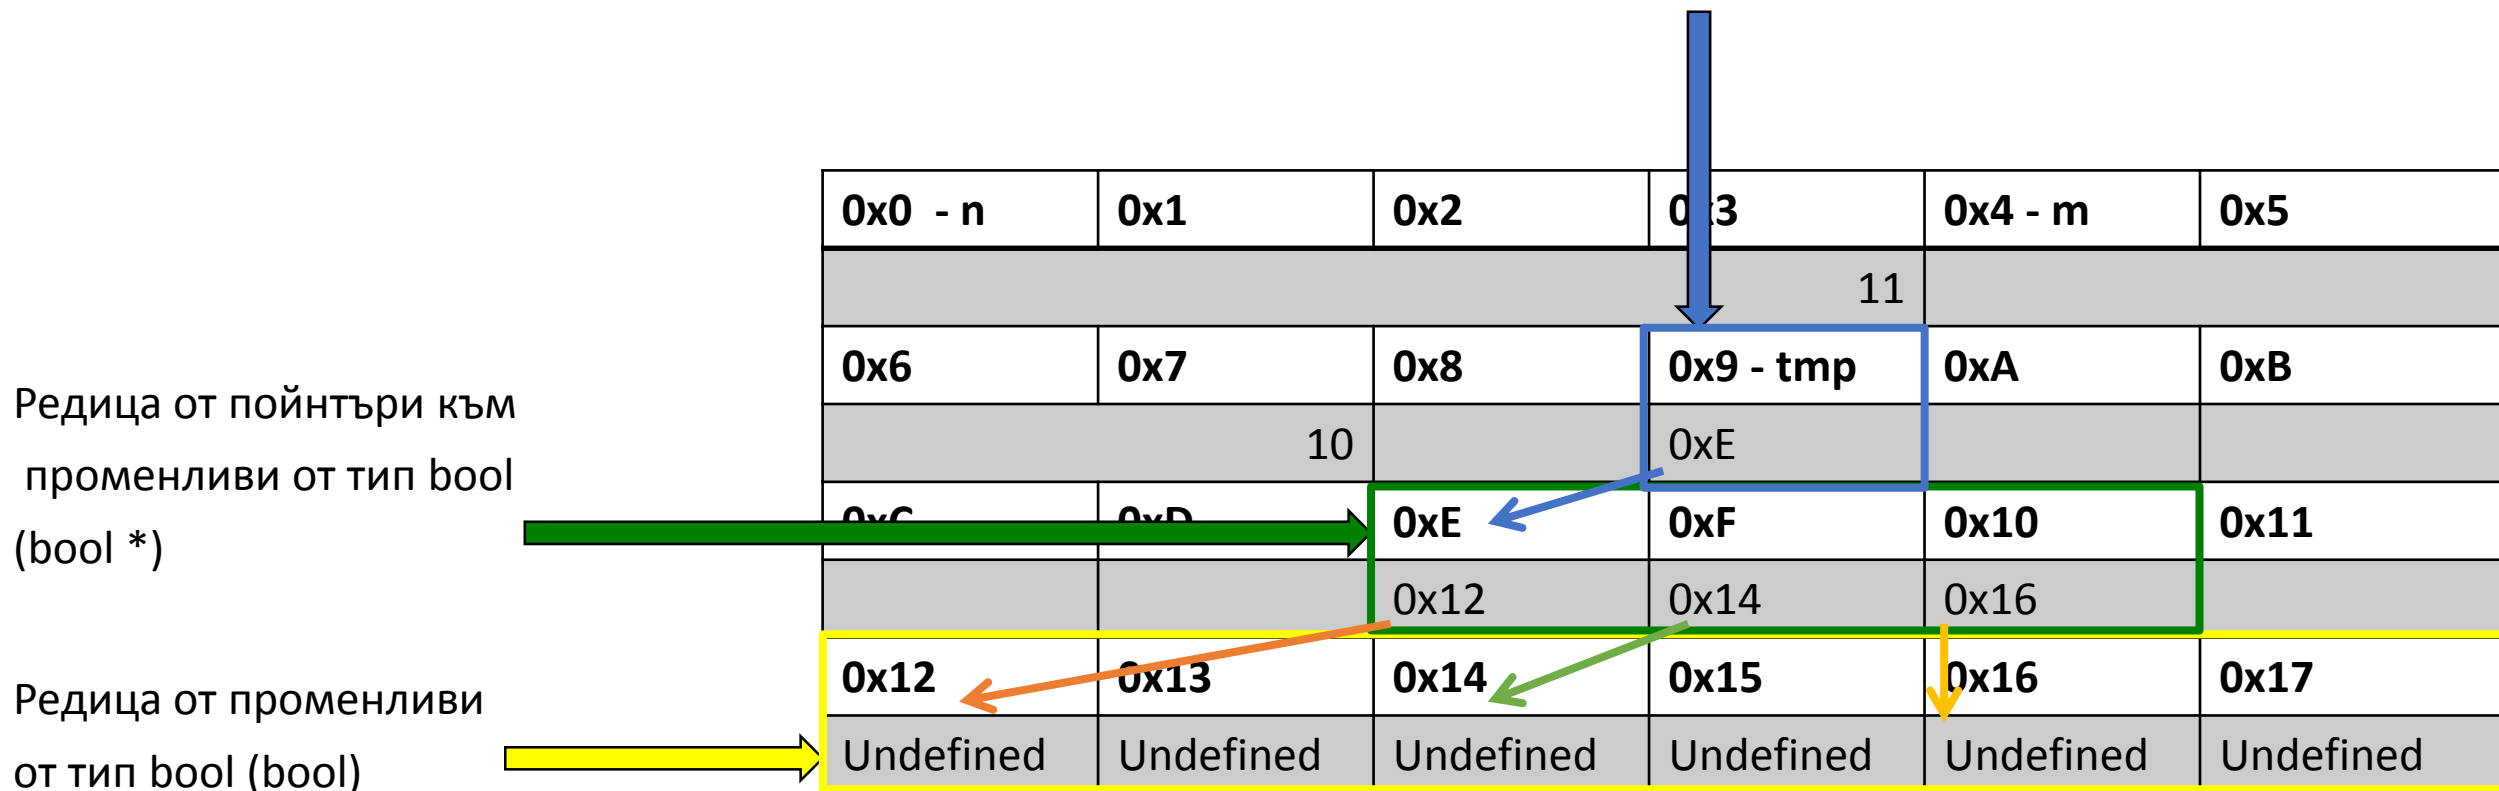 0x0 - n 0x1 0x2 0x3 0x4 - m 0x5
11
0x6 0x7 0x8 0x9 - tmp 0xA 0xB
10 0xE
0xC 0xD 0xE 0xF 0x10 0x11
0x12 0x14 0x16
0x12 0x13 0x14 0x15 0x16 0x17
Undefined Undefined Undefined Undefined Undefined Undefined
Редица от пойнтъри към
променливи от тип bool
(bool *)
Редица от променливи
от тип bool (bool)